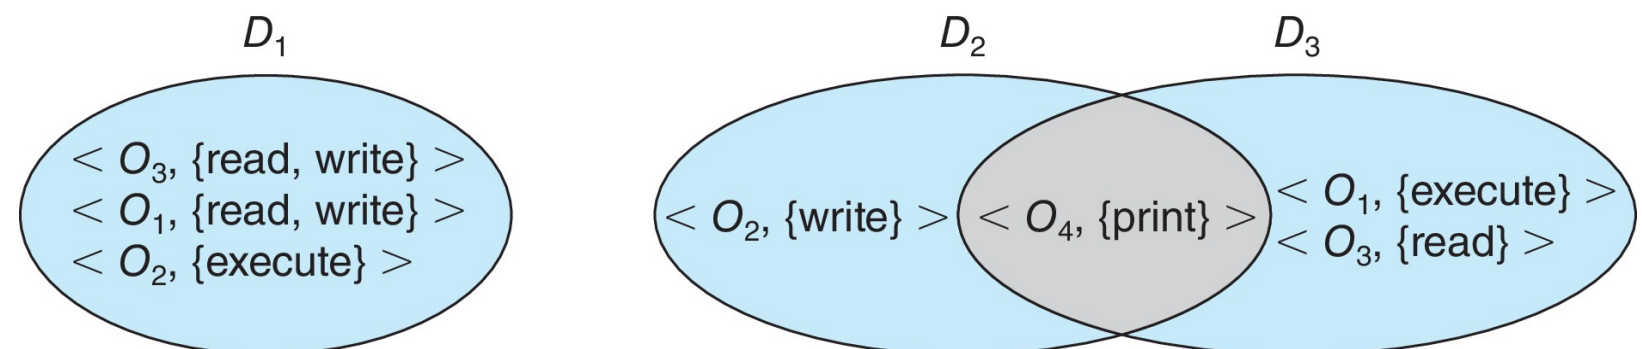 D₁
D₂
D₃
< O₃, {read, write} >
< O₁, {read, write} >
< O₂, {execute} >
< O₂, {write} >
< O₄, {print} >
< O₁, {execute} >
< O₃, {read} >